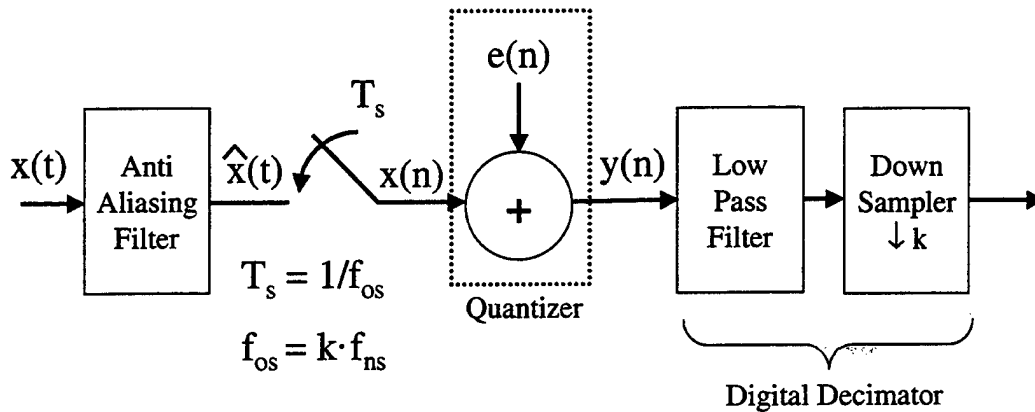 e(n)
T_s
x(t)
Anti
Aliasing
Filter
x̂(t)
x(n)
+
y(n)
Low
Pass
Filter
Down
Sampler
↓ k
T_s = 1/f_os
f_os = k·f_ns
Quantizer
Digital Decimator